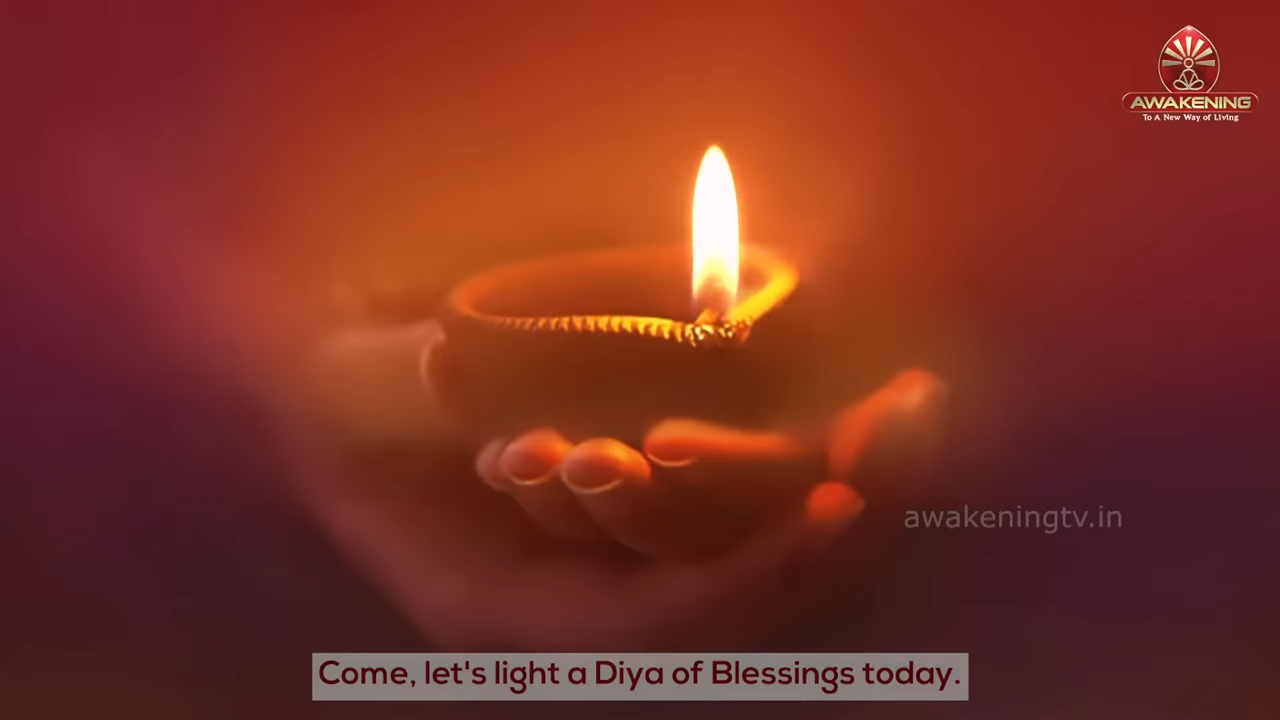 AWAKENING
To A New Way of Living
awakeningtv.in
Come, let's light a Diya of Blessings today.